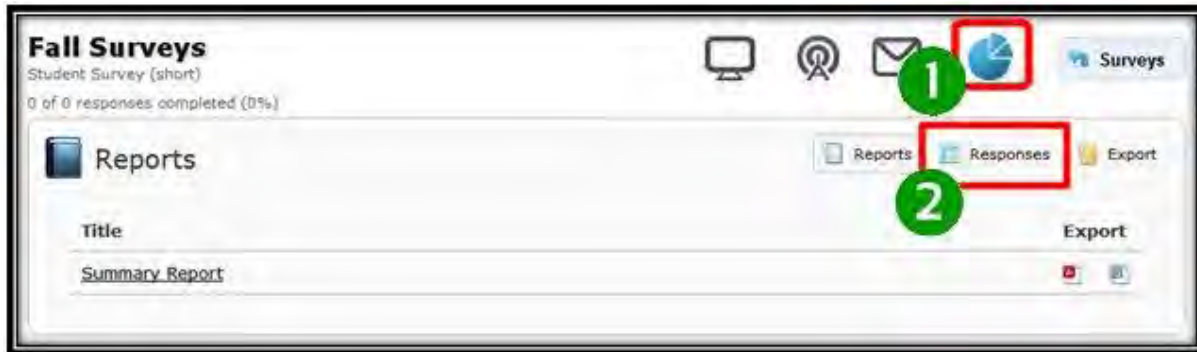 Fall Surveys
Student Survey (short)
0 of 0 responses completed (0%)
1
Surveys
Reports
Reports
Responses
Export
2
Title
Export
Summary Report